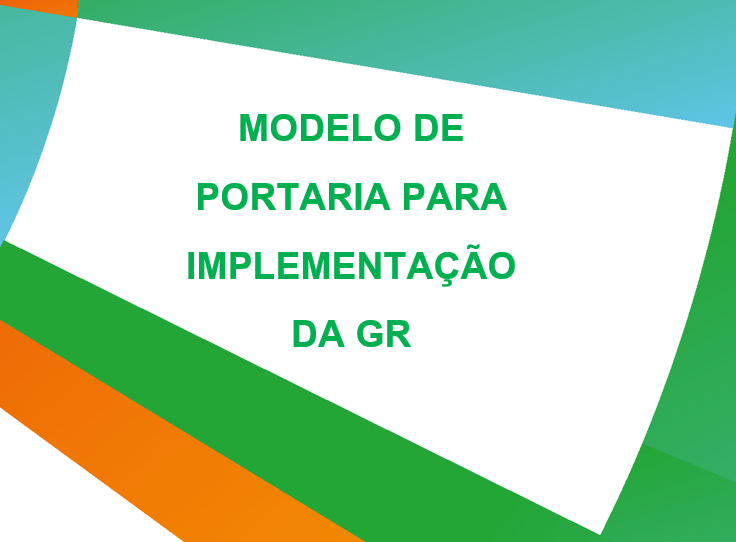 MODELO DE
PORTARIA PARA
IMPLEMENTAÇÃO
DA GR